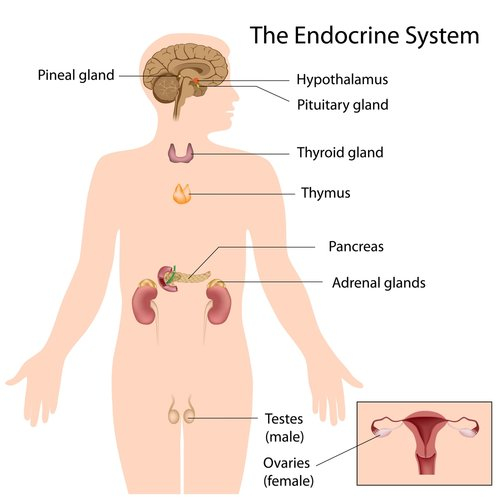 The Endocrine System
Pineal gland
Hypothalamus
Pituitary gland
Thyroid gland
Thymus
Pancreas
Adrenal glands
Testes
(male)
Ovaries
(female)